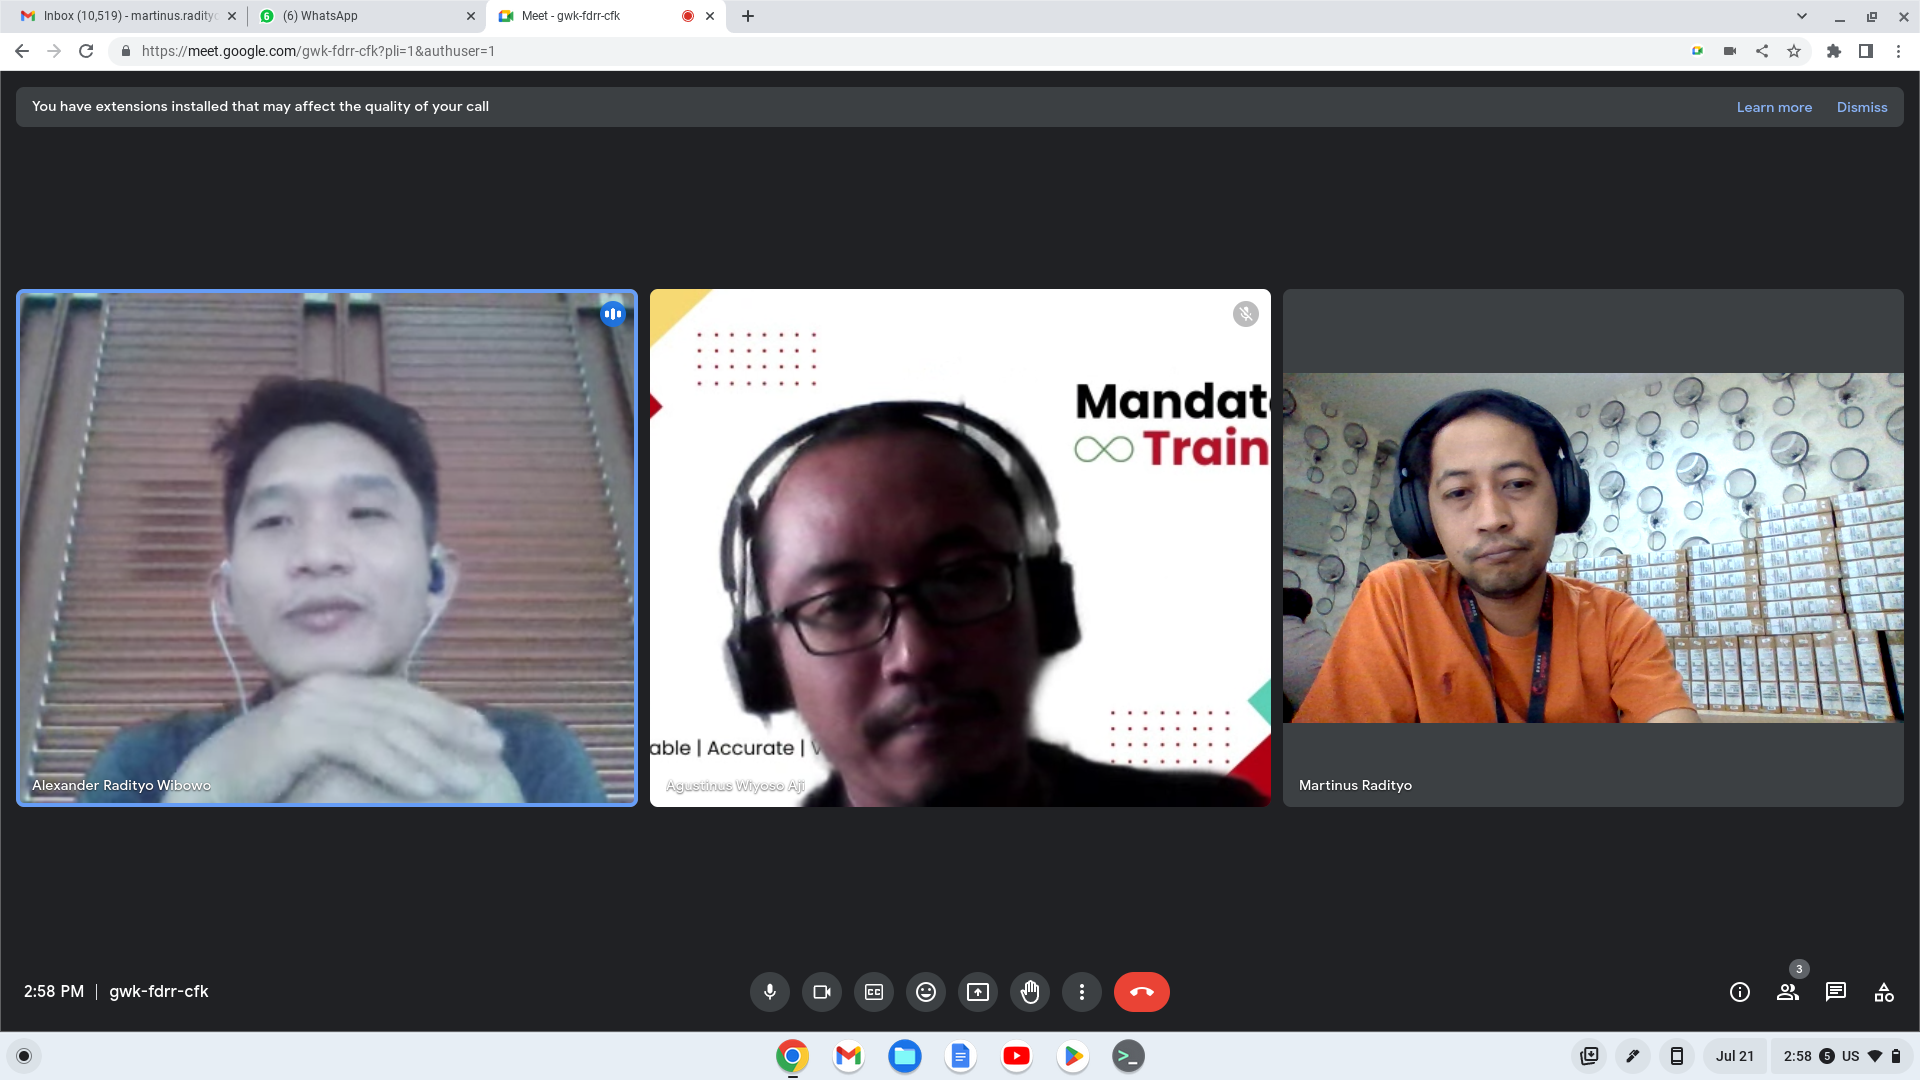 Inbox (10,519) - martinus.radity
(6) WhatsApp
Meet - gwk-fdrr-cfk
https://meet.google.com/gwk-fdrr-cfk?pli=1&authuser=1
You have extensions installed that may affect the quality of your call
Learn more
Dismiss
Alexander Radityo Wibowo
Mandat
Train
able | Accurate | V
Agustinus Wiyoso Aji
Martinus Radityo
2:58 PM | gwk-fdrr-cfk
3
Jul 21
2:58 5 US